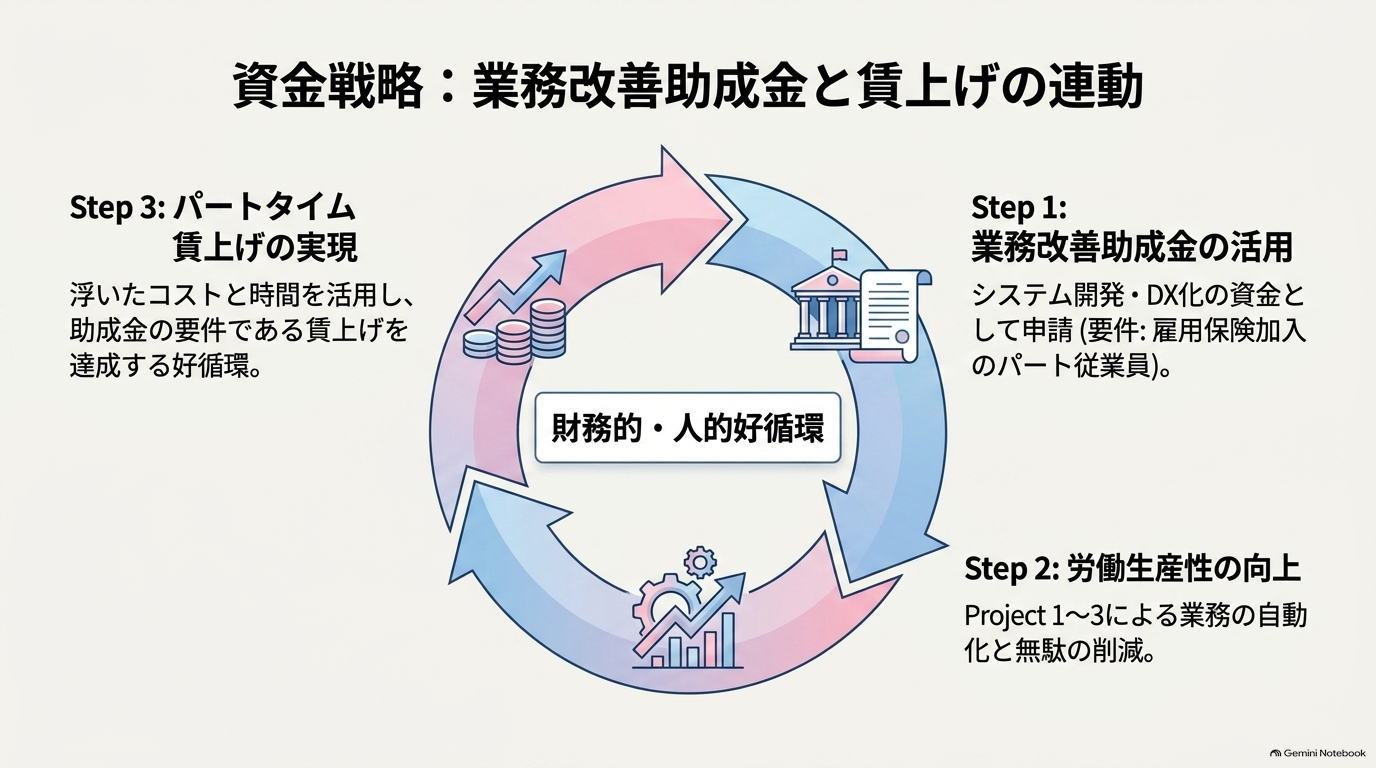 資金戦略：業務改善助成金と賃上げの連動
Step 1:
業務改善助成金の活用
システム開発・DX化の資金と
して申請 (要件: 雇用保険加入
のパート従業員)。
Step 2: 労働生産性の向上
Project 1〜3による業務の自動
化と無駄の削減。
Step 3: パートタイム
賃上げの実現
浮いたコストと時間を活用し、
助成金の要件である賃上げを
達成する好循環。
財務的・人的好循環
Gemini Notebook